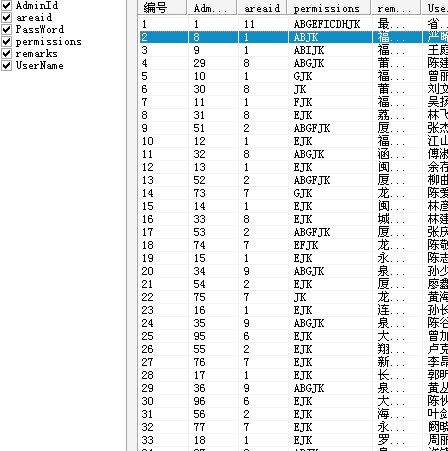 AdminId
areaid
PassWord
permissions
remarks
UserName
编号 Adm... areaid permissions rem... Use.
1 1 11 ABGEFICDHJK 最... 省.
2 8 1 ABJK 福... 严
3 9 1 ABIJK 福... 王庭
4 29 8 ABGJK 莆... 陈建
5 10 1 GJK 福... 曾丽
6 30 8 JK 莆... 刘文
7 11 1 FJK 福... 吴扬
8 31 8 EJK 荔... 林飞
9 51 2 ABGFJK 厦... 张杰
10 12 1 EJK 福... 江山
11 32 8 ABGJK 涵... 傅淑
12 13 1 EJK 闽... 余存
13 52 2 ABGFJK 厦... 柳曲
14 73 7 GJK 龙... 陈爱
15 14 1 EJK 闽... 林彦
16 33 8 EJK 城... 林建
17 53 2 ABGFJK 厦... 张庆
18 74 7 EFJK 龙... 陈敬
19 15 1 EJK 永... 陈志
20 34 9 ABGJK 泉... 孙少
21 54 2 EJK 厦... 廖鑫
22 75 7 JK 龙... 黄海
23 16 1 EJK 连... 孙长
24 35 9 ABGJK 泉... 陈谷
25 95 6 EJK 大... 曾加
26 55 2 EJK 翔... 卢克
27 76 7 EJK 新... 李昂
28 17 1 EJK 长... 郭明
29 36 9 ABGJK 泉... 黄丛
30 96 6 EJK 大... 陈伙
31 56 2 EJK 海... 叶剑
32 77 7 EJK 永... 阙晓
33 18 1 EJK 罗... 周丽